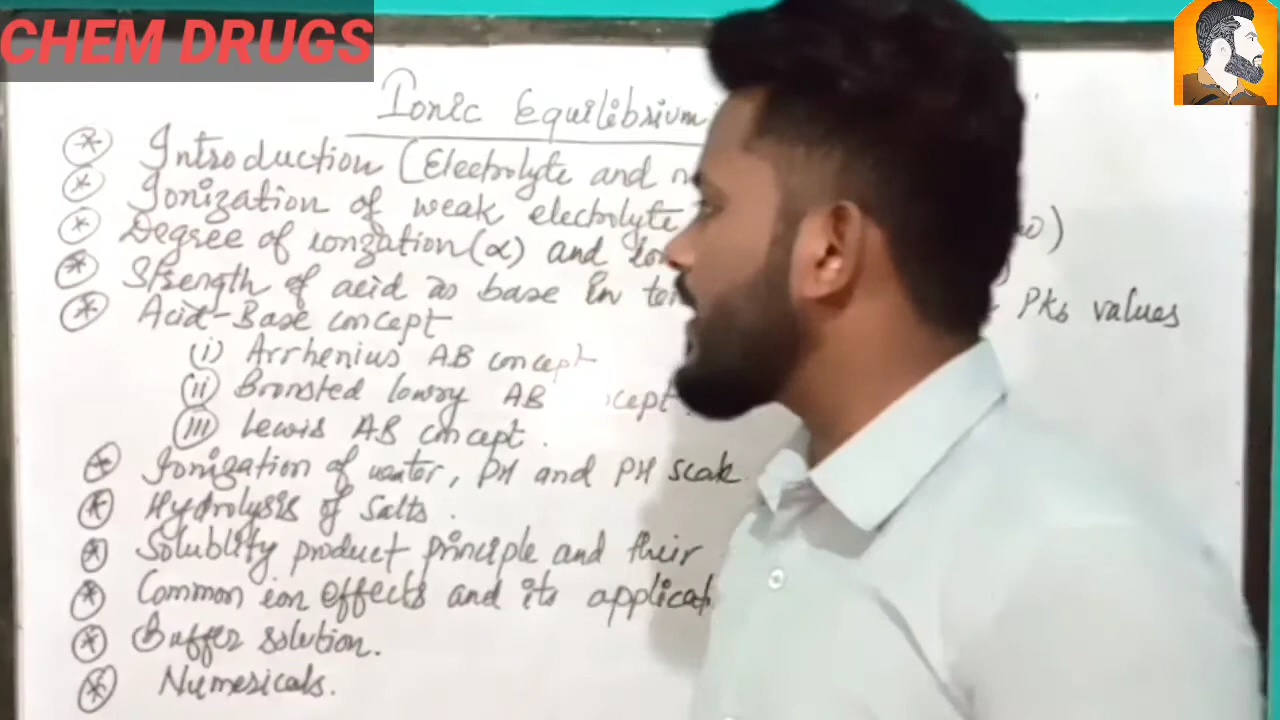 CHEM DRUGS
Ionic Equilibrium
Introduction (Electrolyte and
Ionization of weak electrolyte
Degree of ionzation (α) and
Strength of acid as base in
PKb values
Acid-Base concept
(i) Arrhenius AB concept
(ii) Bronsted lowry AB
(iii) Lewis AB concept.
Ionization of water, PH and PH scale
Hydrolysis of salts.
Solublity product principle and their
Common ion effects and its
Buffer solution.
Numericals.